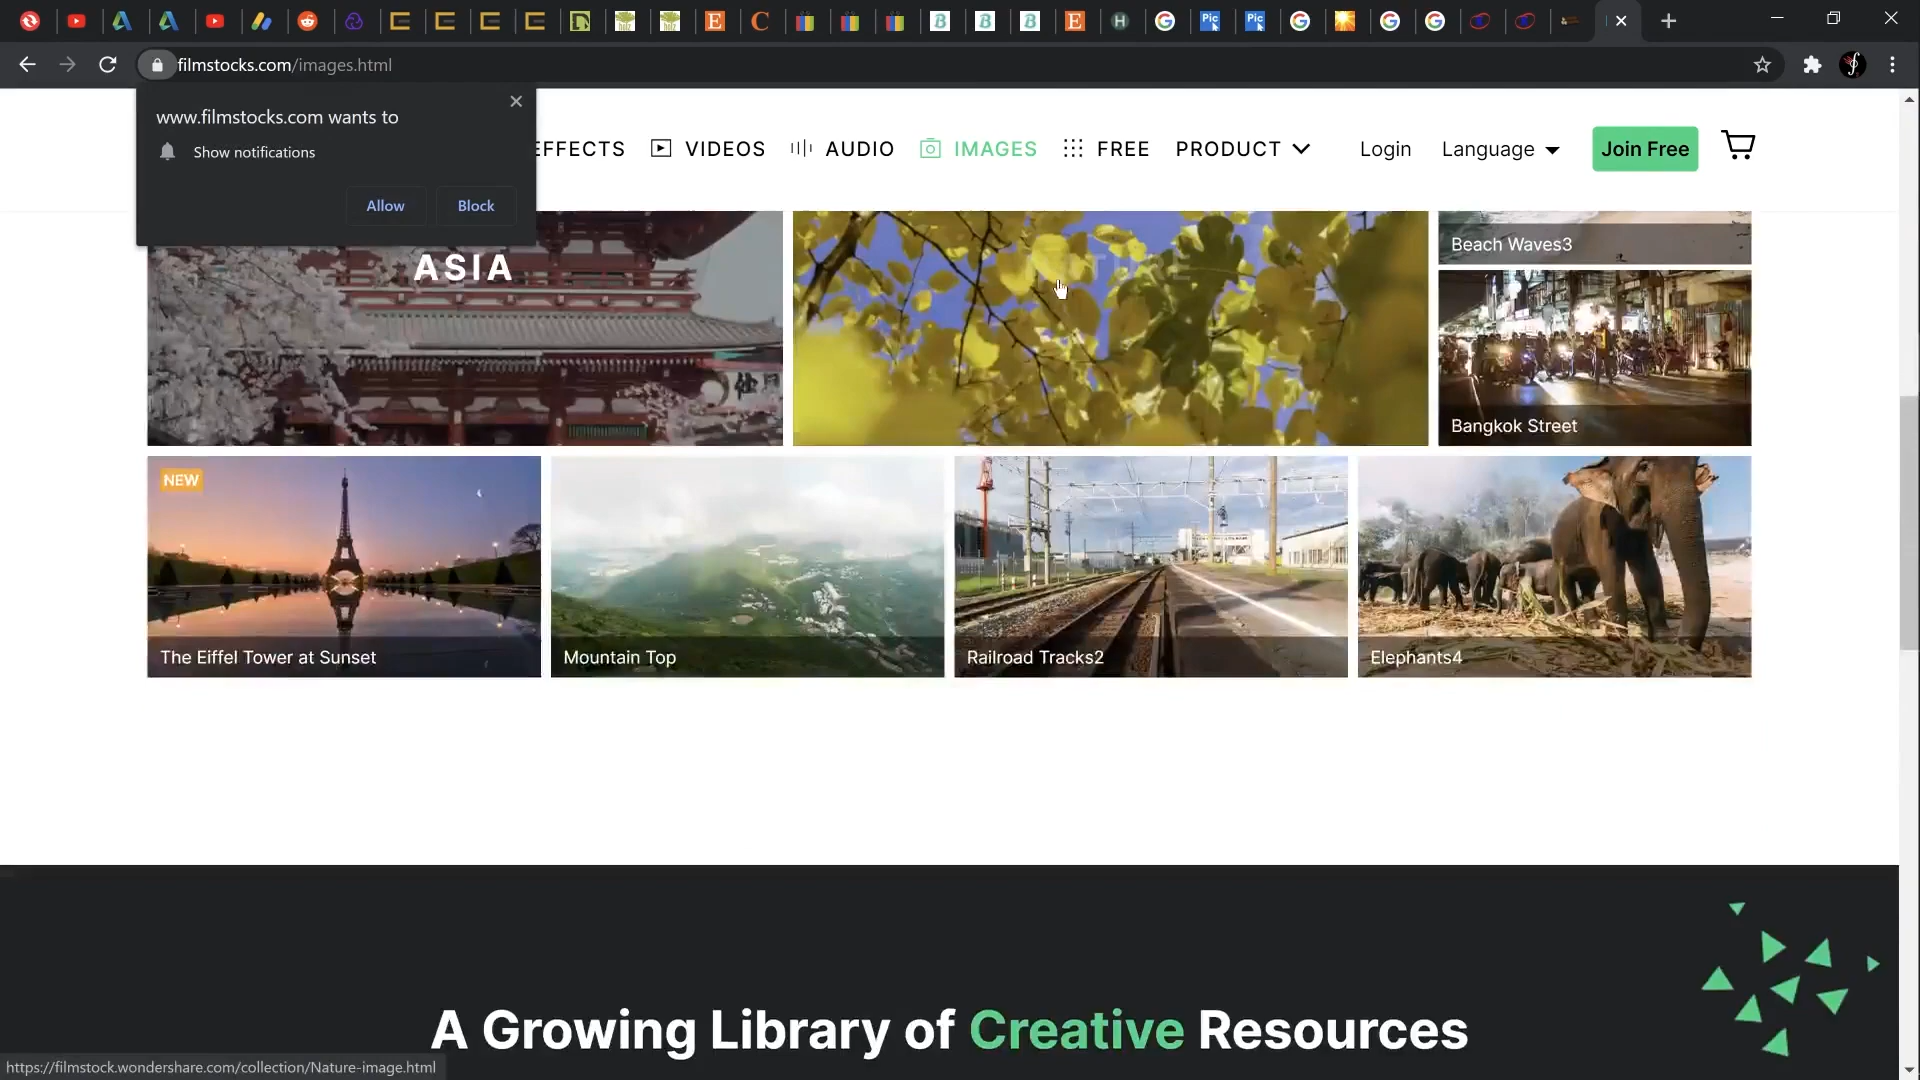 filmstocks.com/images.html
www.filmstocks.com wants to
Show notifications
Allow
Block
EFFECTS
VIDEOS
AUDIO
IMAGES
FREE
PRODUCT
Login
Language
Join Free
ASIA
Beach Waves3
Bangkok Street
NEW
The Eiffel Tower at Sunset
Mountain Top
Railroad Tracks2
Elephants4
A Growing Library of Creative Resources
https://filmstock.wondershare.com/collection/Nature-image.html